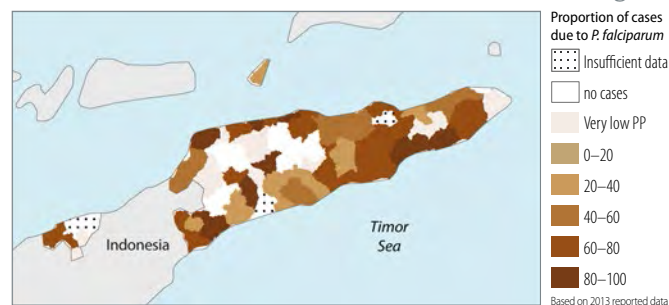 Proportion of cases
due to P. falciparum
Insufficient data
no cases
Very low PP
0–20
20–40
40–60
60–80
80–100
Based on 2013 reported data
Indonesia
Timor
Sea